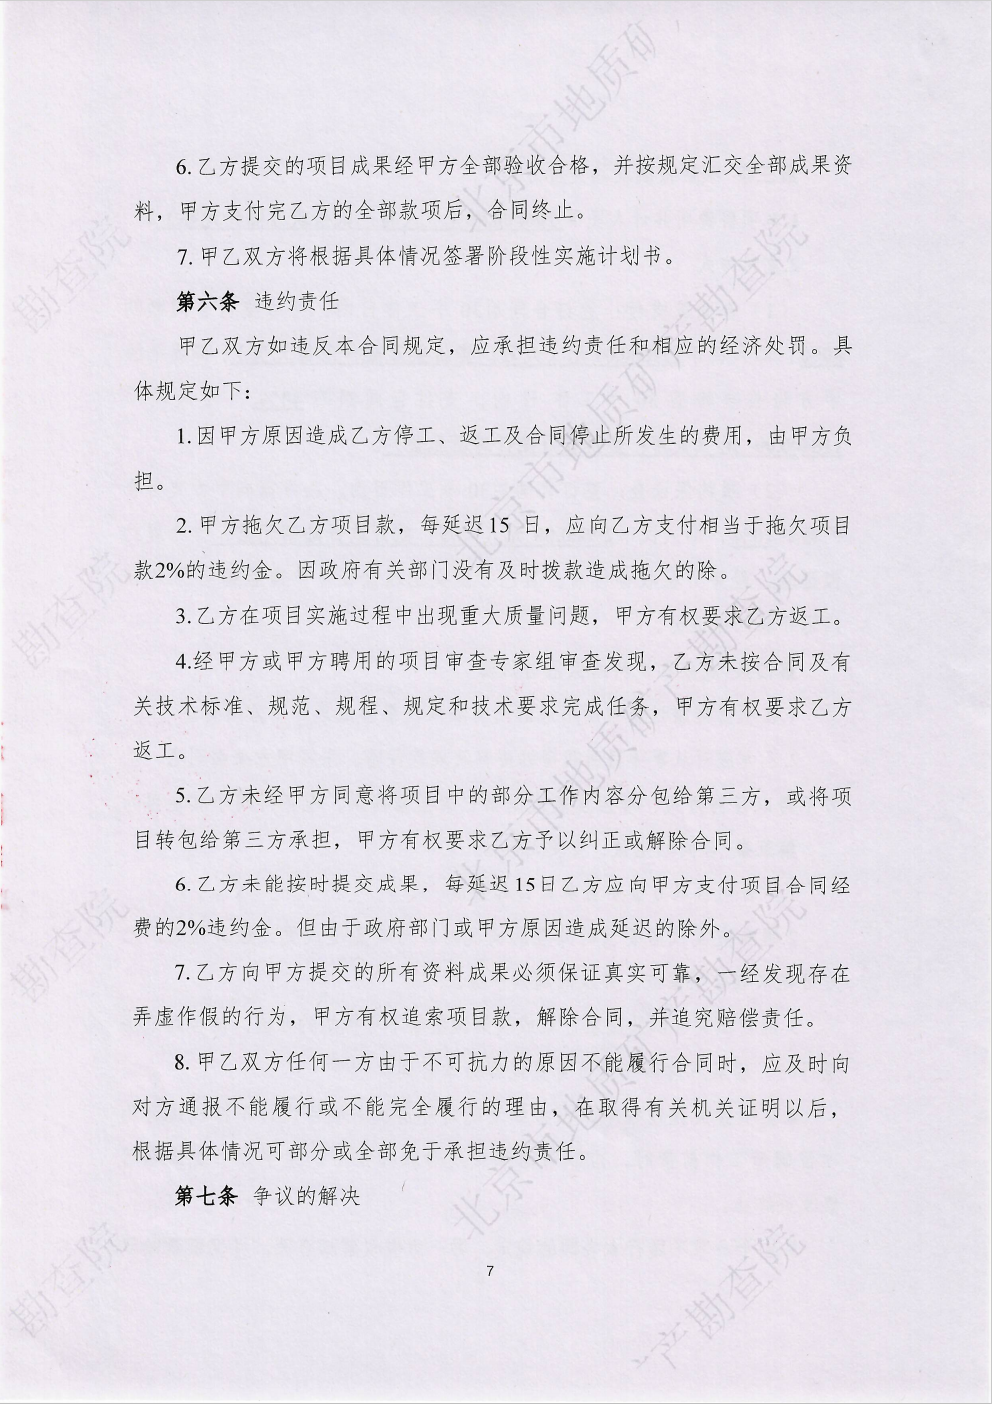 6.乙方提交的项目成果经甲方全部验收合格，并按规定汇交全部成果资
料，甲方支付完乙方的全部款项后，合同终止。
7.甲乙双方将根据具体情况签署阶段性实施计划书。
第六条 违约责任
甲乙双方如违反本合同规定，应承担违约责任和相应的经济处罚。具
体规定如下：
1.因甲方原因造成乙方停工、返工及合同停止所发生的费用，由甲方负
担。
2.甲方拖欠乙方项目款，每延迟15 日，应向乙方支付相当于拖欠项目
款2%的违约金。因政府有关部门没有及时拨款造成拖欠的除。
3.乙方在项目实施过程中出现重大质量问题，甲方有权要求乙方返工。
4.经甲方或甲方聘用的项目审查专家组审查发现，乙方未按合同及有
关技术标准、规范、规程、规定和技术要求完成任务，甲方有权要求乙方
返工。
5.乙方未经甲方同意将项目中的部分工作内容分包给第三方，或将项
目转包给第三方承担，甲方有权要求乙方予以纠正或解除合同。
6.乙方未能按时提交成果，每延迟15日乙方应向甲方支付项目合同经
费的2%违约金。但由于政府部门或甲方原因造成延迟的除外。
7.乙方向甲方提交的所有资料成果必须保证真实可靠，一经发现存在
弄虚作假的行为，甲方有权追索项目款，解除合同，并追究赔偿责任。
8.甲乙双方任何一方由于不可抗力的原因不能履行合同时，应及时向
对方通报不能履行或不能完全履行的理由，在取得有关机关证明以后，
根据具体情况可部分或全部免于承担违约责任。
第七条 争议的解决
7
北京市地质矿产勘查院